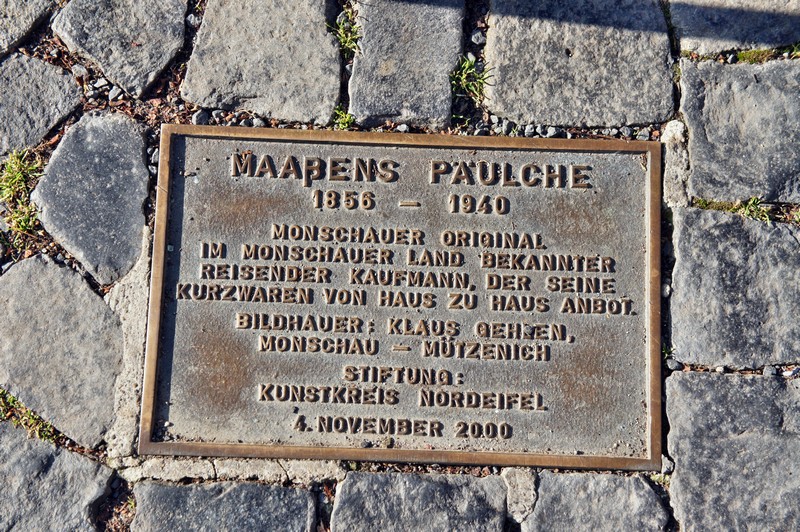 MAAßENS PÄULCHE
1856 – 1940
MONSCHAUER ORIGINAL
IM MONSCHAUER LAND BEKANNTER
REISENDER KAUFMANN, DER SEINE
KURZWAREN VON HAUS ZU HAUS ANBOT.
BILDHAUER: KLAUS GEHLEN,
MONSCHAU – MÜTZENICH
STIFTUNG:
KUNSTKREIS NORDEIFEL
4. NOVEMBER 2000